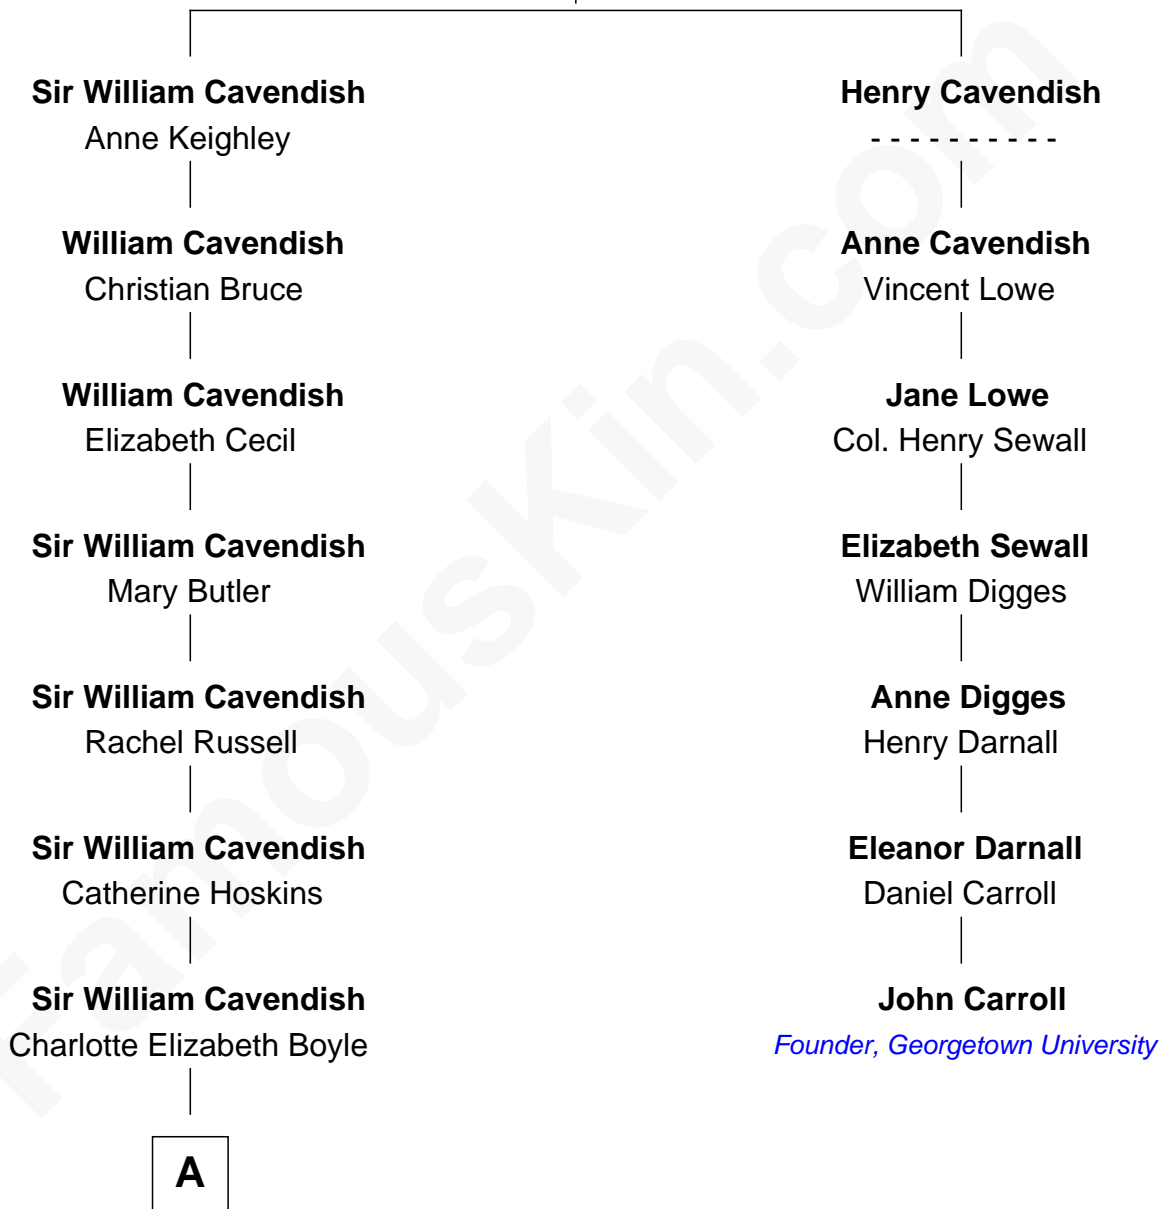 Sir William Cavendish
Anne Keighley
William Cavendish
Christian Bruce
William Cavendish
Elizabeth Cecil
Sir William Cavendish
Mary Butler
Sir William Cavendish
Rachel Russell
Sir William Cavendish
Catherine Hoskins
Sir William Cavendish
Charlotte Elizabeth Boyle
A
Henry Cavendish
- - - - - - - - - -
Anne Cavendish
Vincent Lowe
Jane Lowe
Col. Henry Sewall
Elizabeth Sewall
William Digges
Anne Digges
Henry Darnall
Eleanor Darnall
Daniel Carroll
John Carroll
Founder, Georgetown University
FamousKin.com